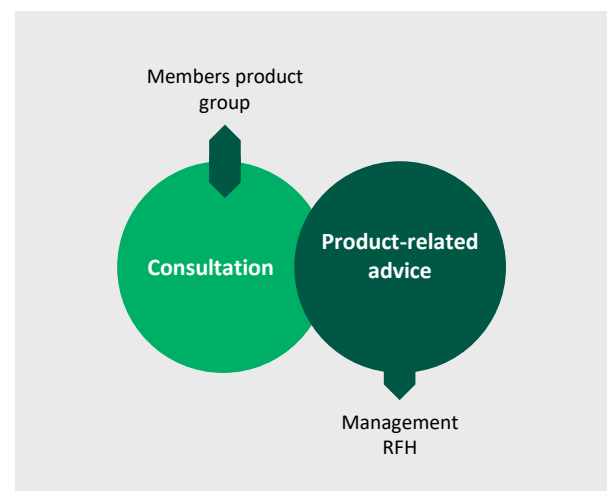 Members product
group
Consultation
Product-related
advice
Management
RFH